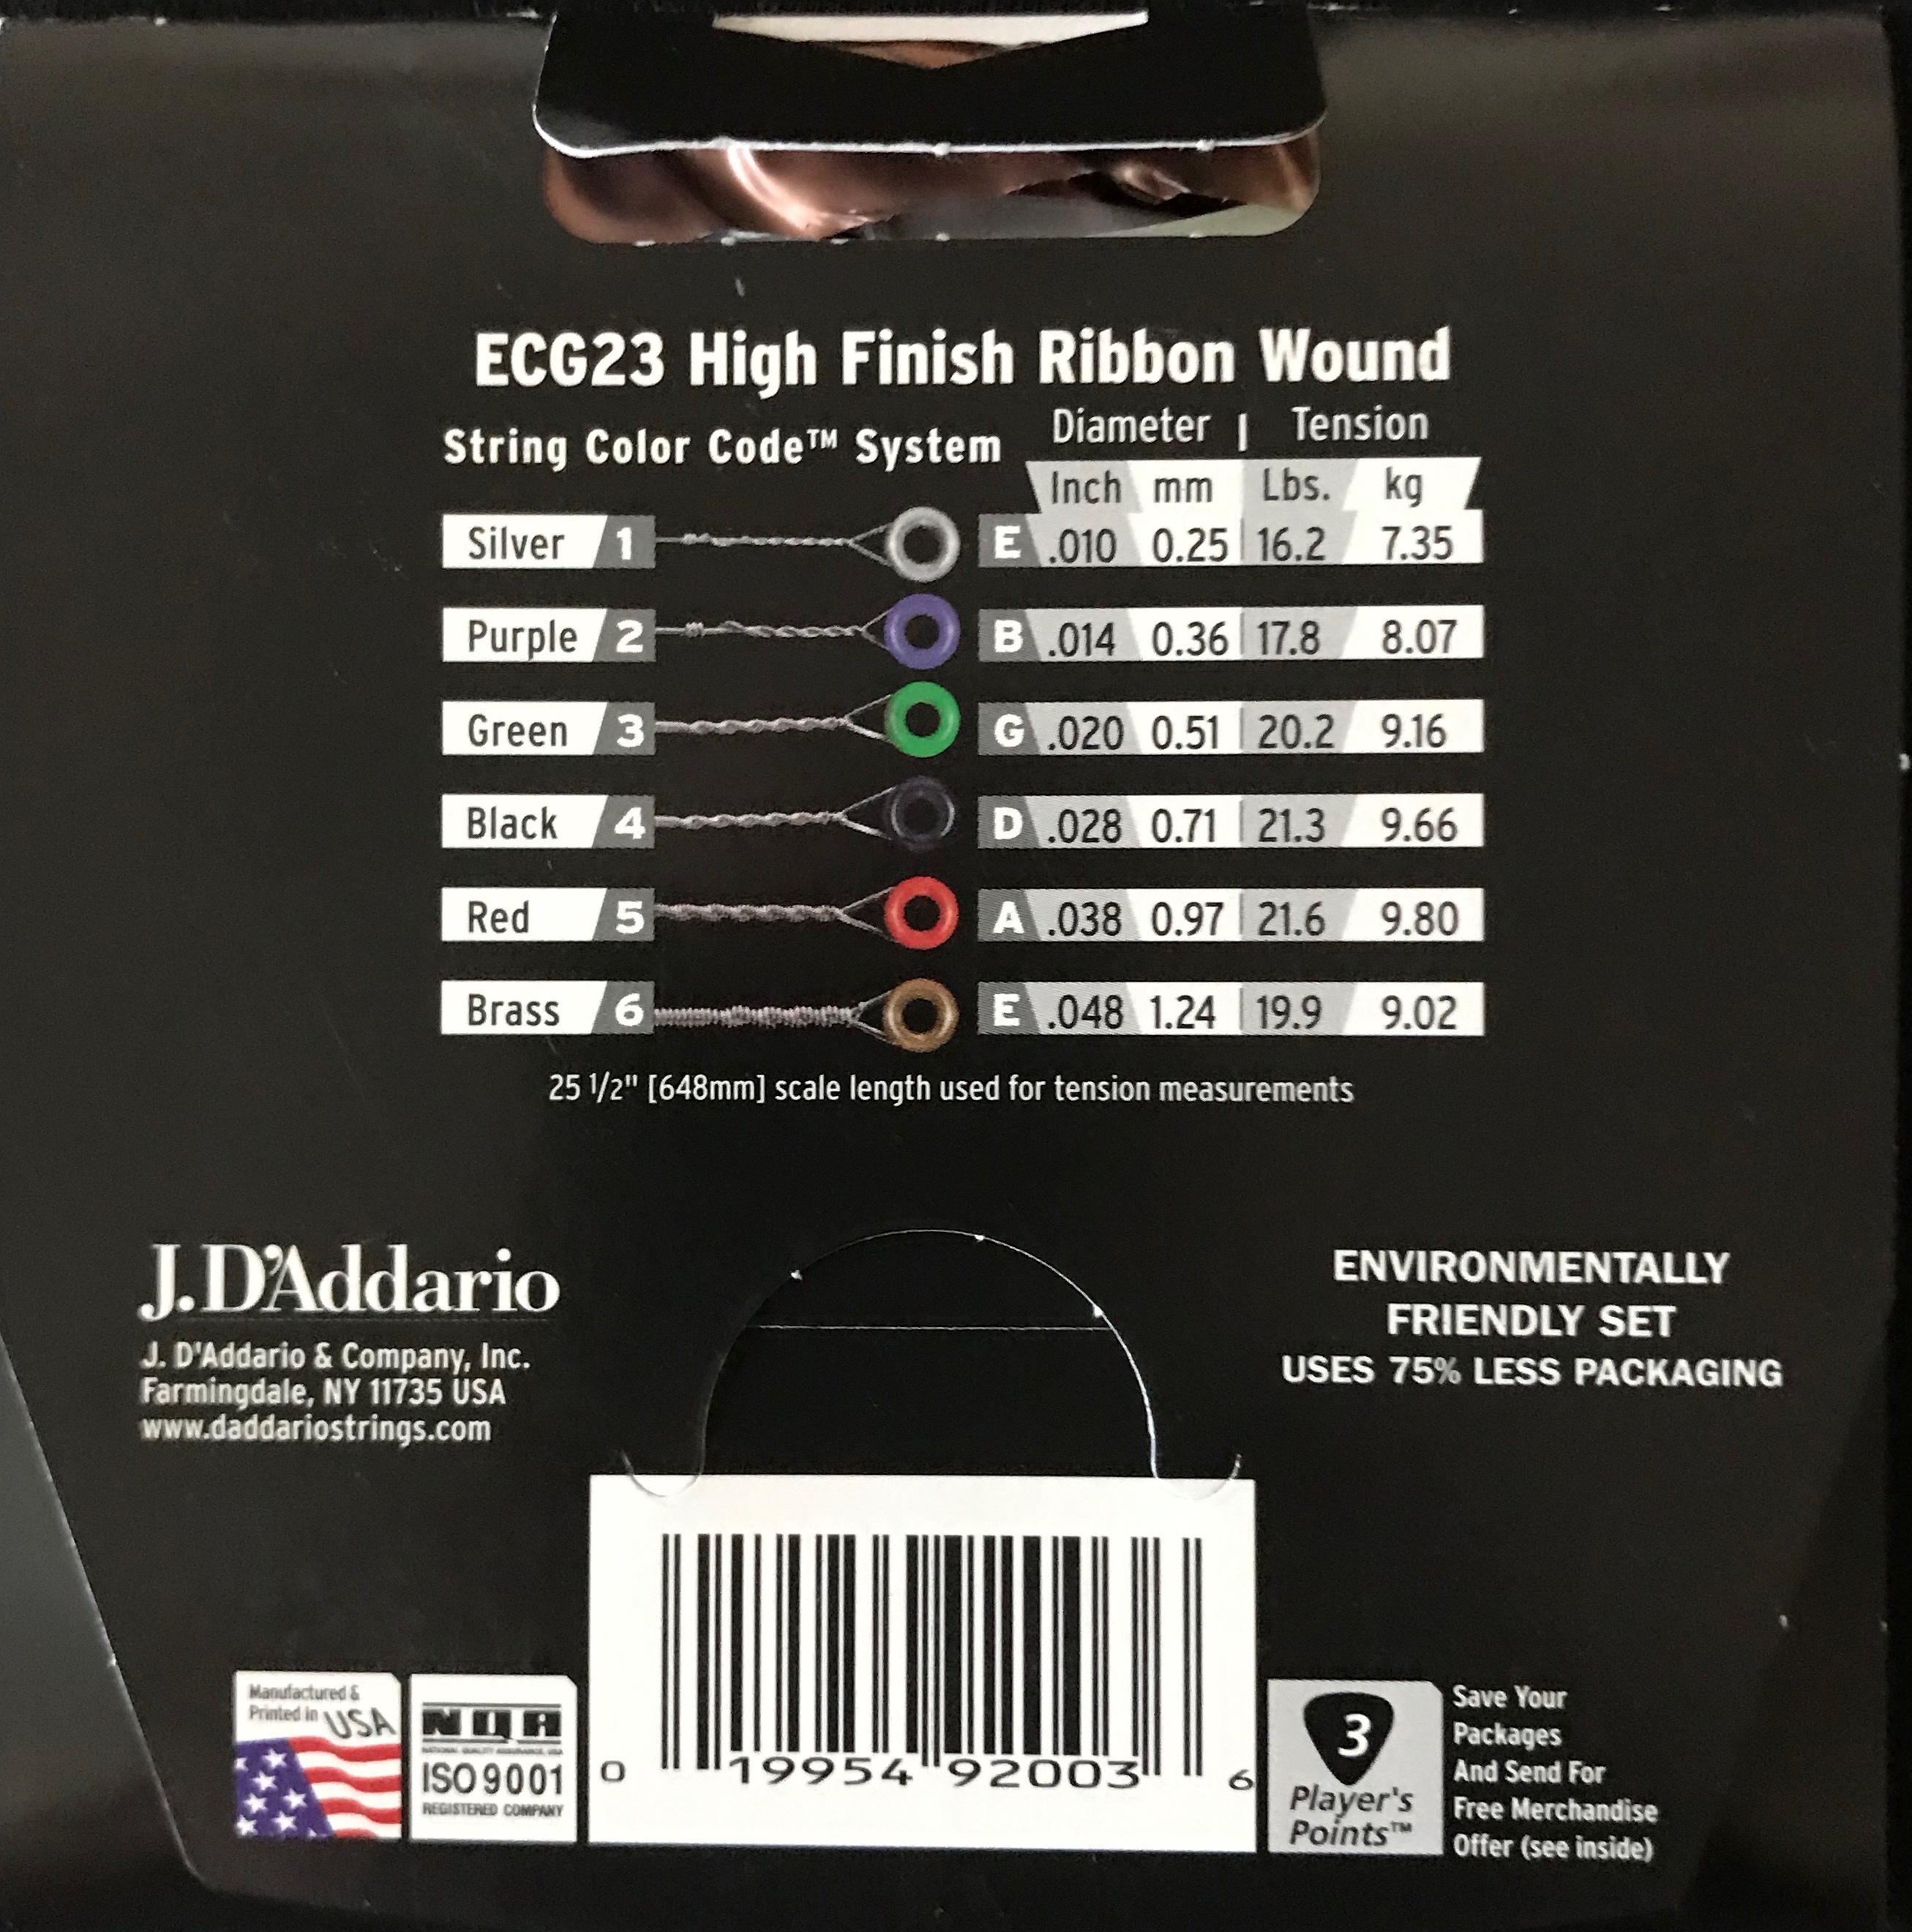 ECG23 High Finish Ribbon Wound
String Color Code™ System
Diameter | Tension
Inch mm Lbs. kg
Silver 1 E .010 0.25 16.2 7.35
Purple 2 B .014 0.36 17.8 8.07
Green 3 G .020 0.51 20.2 9.16
Black 4 D .028 0.71 21.3 9.66
Red 5 A .038 0.97 21.6 9.80
Brass 6 E .048 1.24 19.9 9.02
25 1/2" [648mm] scale length used for tension measurements
J.D'Addario
J. D'Addario & Company, Inc.
Farmingdale, NY 11735 USA
www.daddariostrings.com
ENVIRONMENTALLY
FRIENDLY SET
USES 75% LESS PACKAGING
Manufactured &
Printed in USA
NQA
NATIONAL QUALITY ASSURANCE, USA
ISO 9001
REGISTERED COMPANY
0 19954 92003 6
3
Player's
Points™
Save Your
Packages
And Send For
Free Merchandise
Offer (see inside)